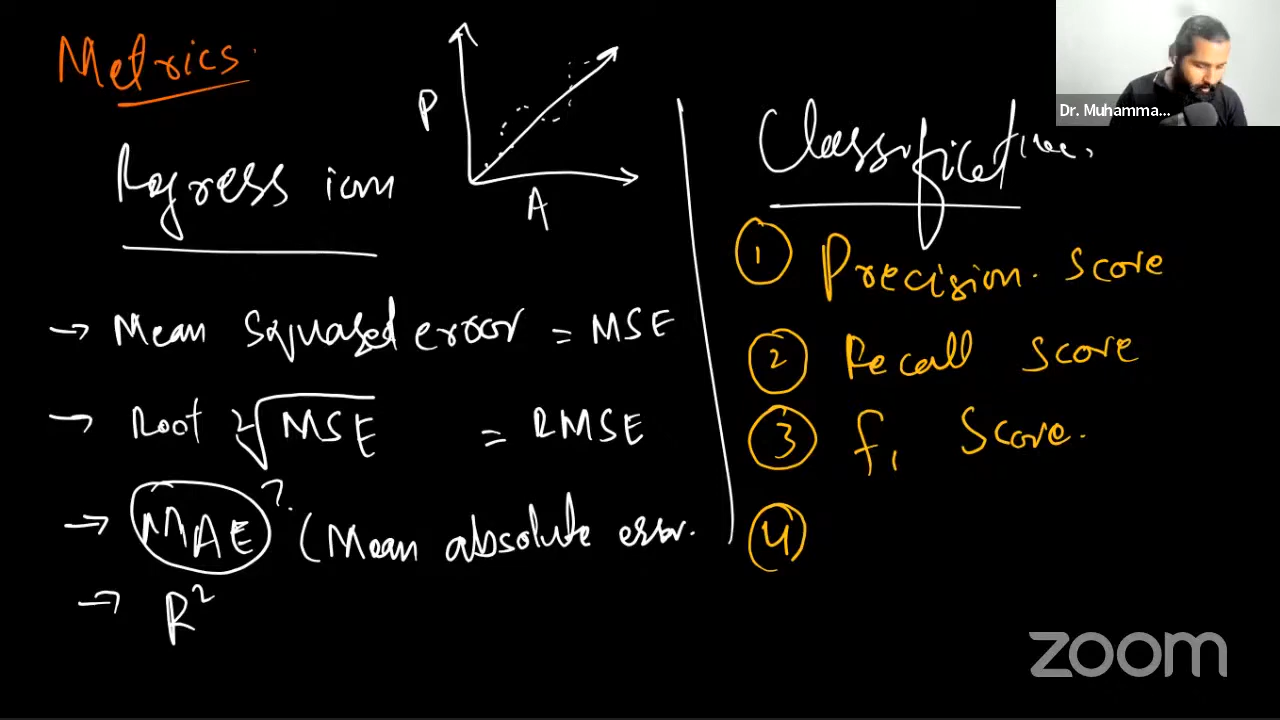 Metrics.
P
A
Regression
→ Mean Squared error = MSE
→ Root 2√MSE = RMSE
→ MAE? (Mean absolute error.
→ R²
Classification.
① Precision. Score
② Recall Score
③ f₁ Score.
④
Dr. Muhamma...
zoom